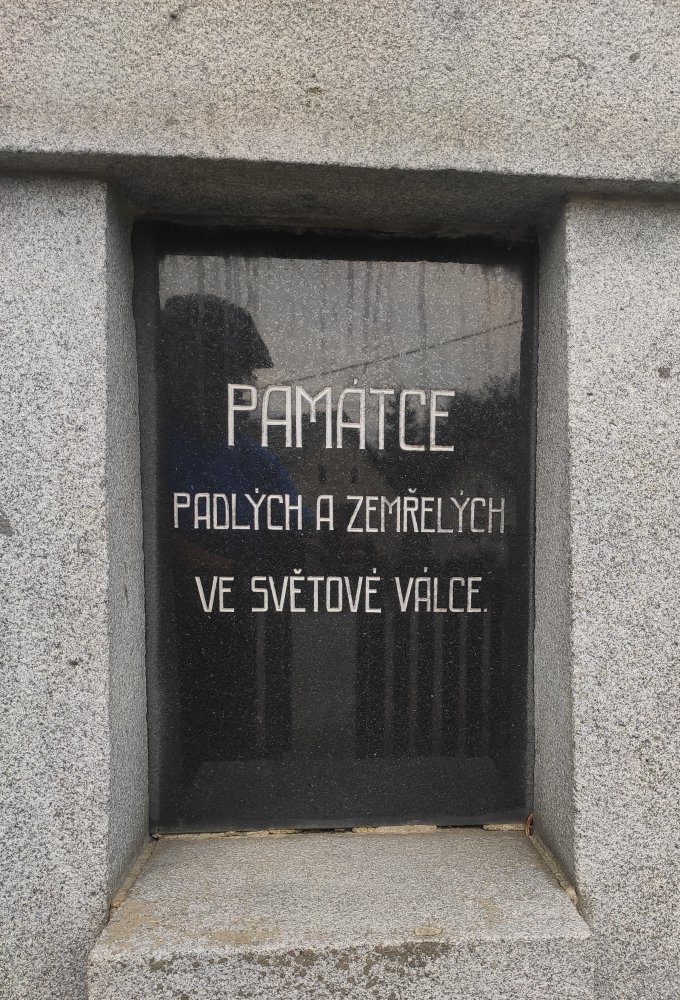 PAMÁTCE
PADLÝCH A ZEMŘELÝCH
VE SVĚTOVÉ VÁLCE.